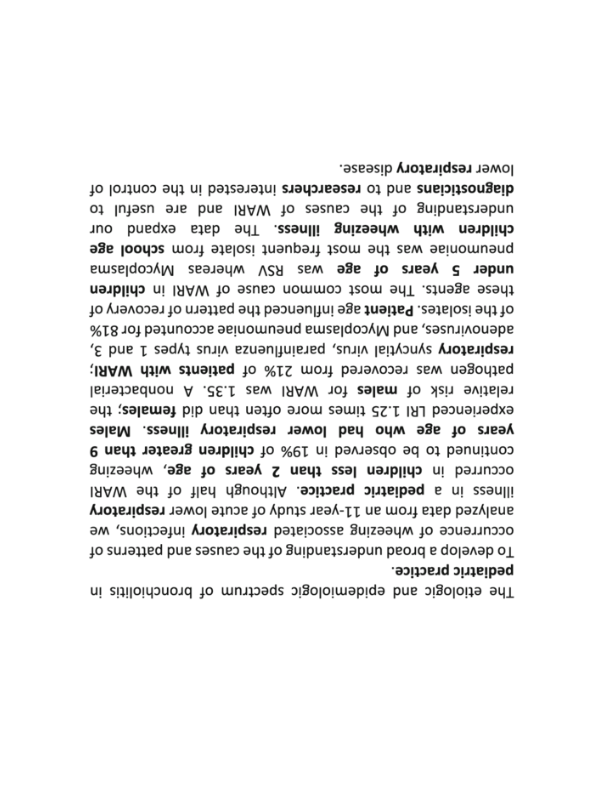 The etiologic and epidemiologic spectrum of bronchiolitis in
pediatric practice.
To develop a broad understanding of the causes and patterns of
occurrence of wheezing associated respiratory infections, we
analyzed data from an 11-year study of acute lower respiratory
illness in a pediatric practice. Although half of the WARI
occurred in children less than 2 years of age, wheezing
continued to be observed in 19% of children greater than 9
years of age who had lower respiratory illness. Males
experienced LRI 1.25 times more often than did females; the
relative risk of males for WARI was 1.35. A nonbacterial
pathogen was recovered from 21% of patients with WARI;
respiratory syncytial virus, parainfluenza virus types 1 and 3,
adenoviruses, and Mycoplasma pneumoniae accounted for 81%
of the isolates. Patient age influenced the pattern of recovery of
these agents. The most common cause of WARI in children
under 5 years of age was RSV whereas Mycoplasma
pneumoniae was the most frequent isolate from school age
children with wheezing illness. The data expand our
understanding of the causes of WARI and are useful to
diagnosticians and to researchers interested in the control of
lower respiratory disease.